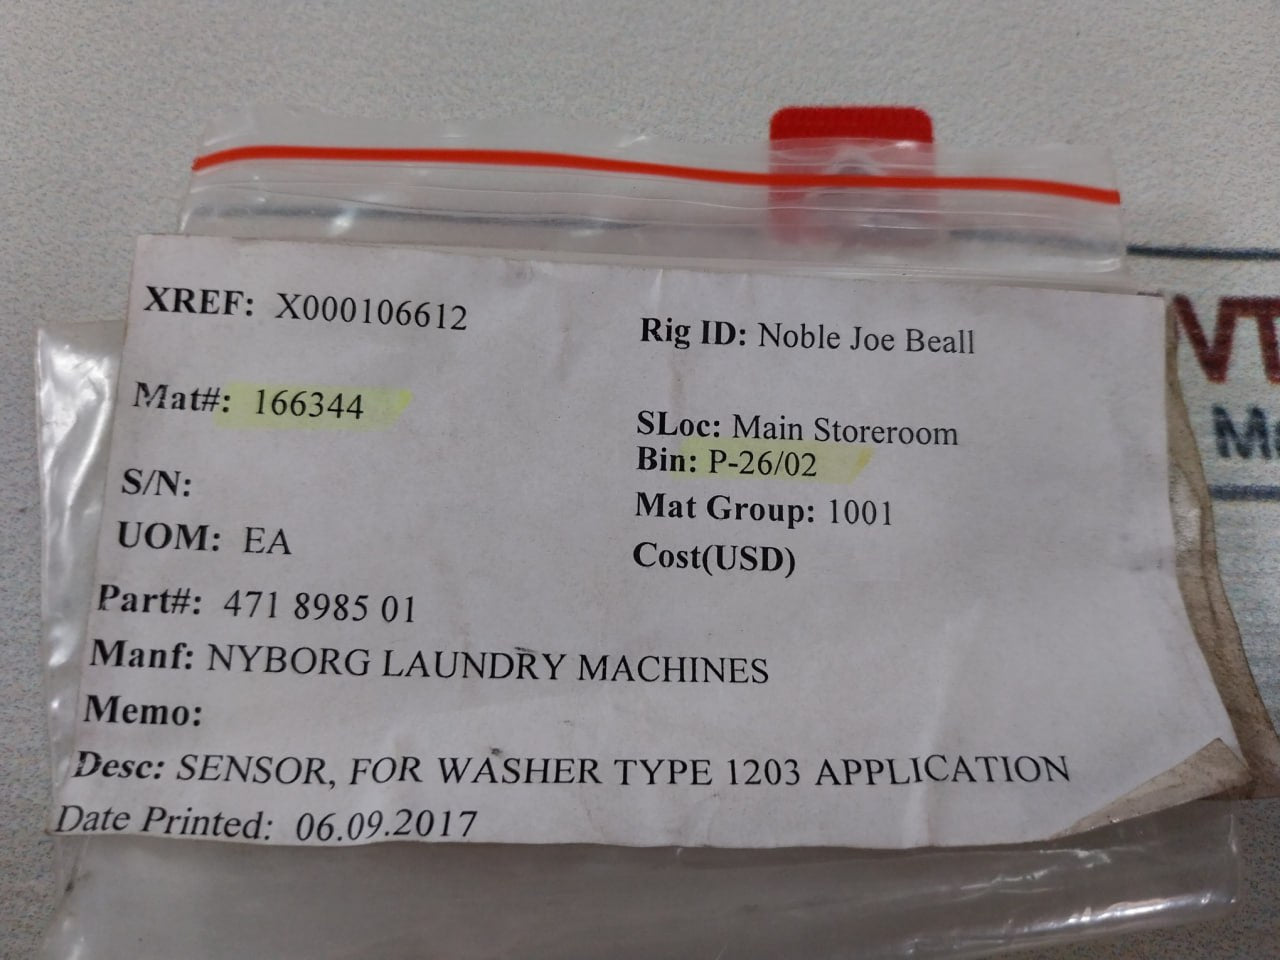 XREF: X000106612
Rig ID: Noble Joe Beall
Mat#: 166344
SLoc: Main Storeroom
Bin: P-26/02
S/N:
Mat Group: 1001
UOM: EA
Cost(USD)
Part#: 471 8985 01
Manf: NYBORG LAUNDRY MACHINES
Memo:
Desc: SENSOR, FOR WASHER TYPE 1203 APPLICATION
Date Printed: 06.09.2017